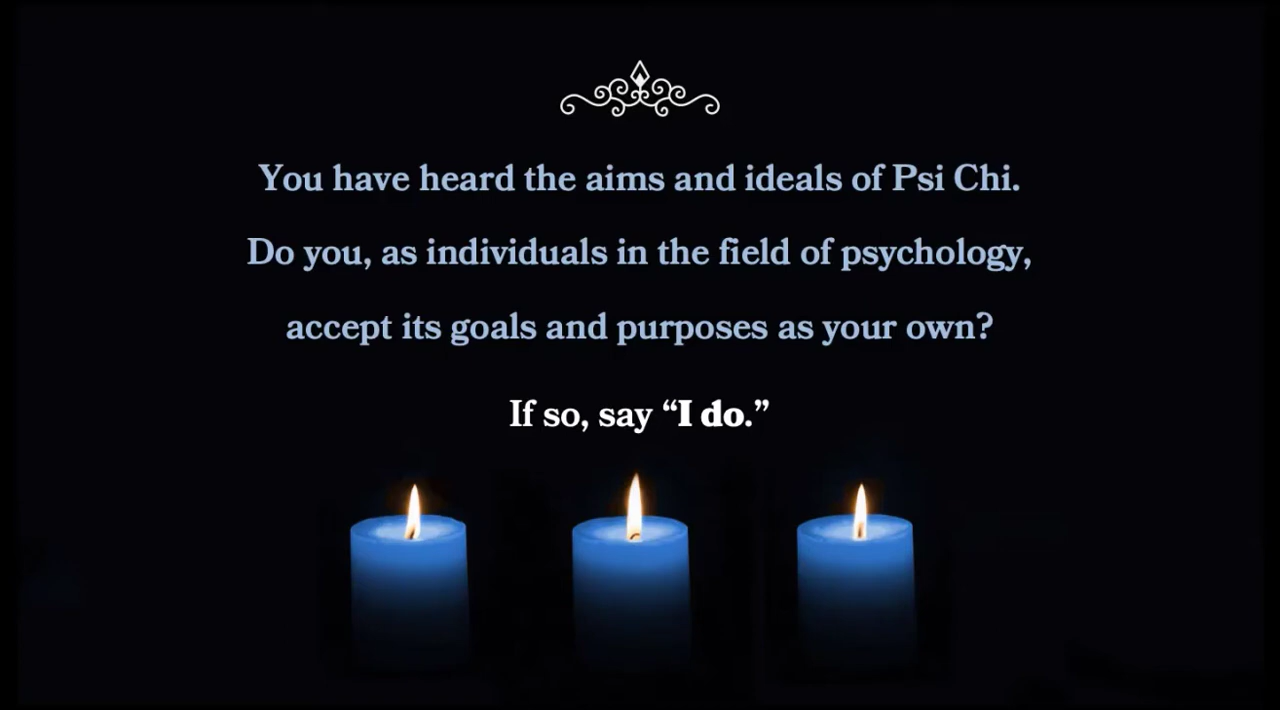 You have heard the aims and ideals of Psi Chi.
Do you, as individuals in the field of psychology,
accept its goals and purposes as your own?
If so, say “I do.”